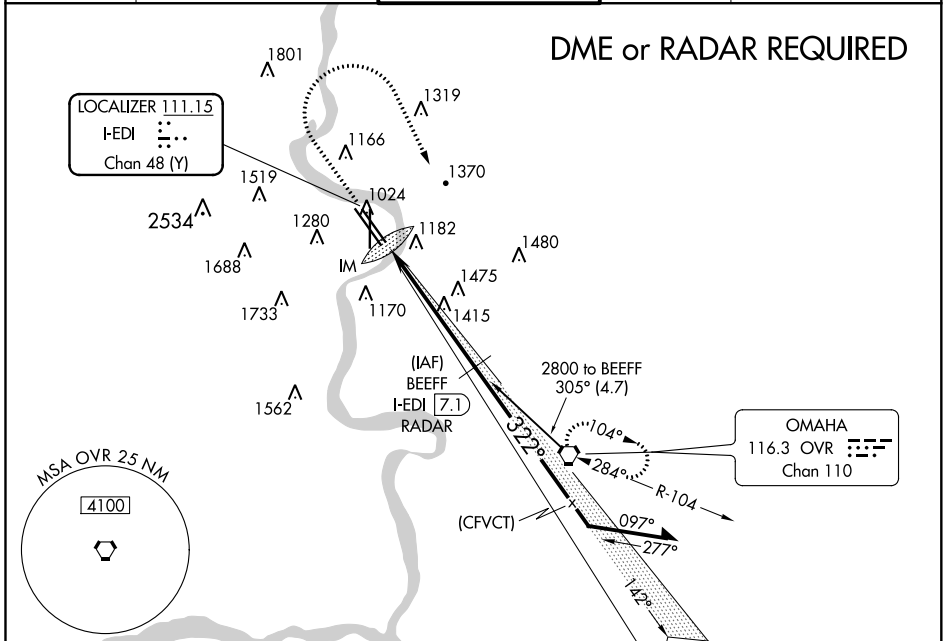 DME or RADAR REQUIRED
1801
1319
LOCALIZER 111.15
I-EDI
Chan 48 (Y)
1166
1370
1519
1024
2534
1280
1182
1480
1688
IM
1475
1733
1170
1415
(IAF)
BEEFF
I-EDI 7.1
RADAR
2800 to BEEFF
305° (4.7)
1562
322°
104°
284°
R-104
OMAHA
116.3 OVR
Chan 110
MSA OVR 25 NM
4100
(CFVCT)
097°
277°
142°